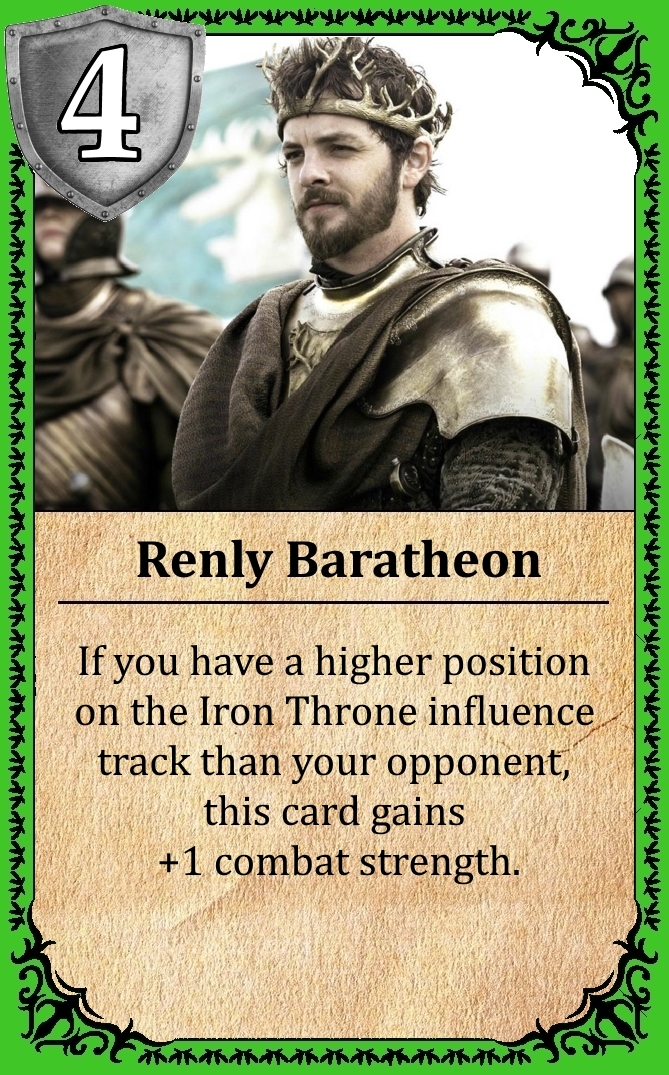 4
Renly Baratheon
If you have a higher position
on the Iron Throne influence
track than your opponent,
this card gains
+1 combat strength.